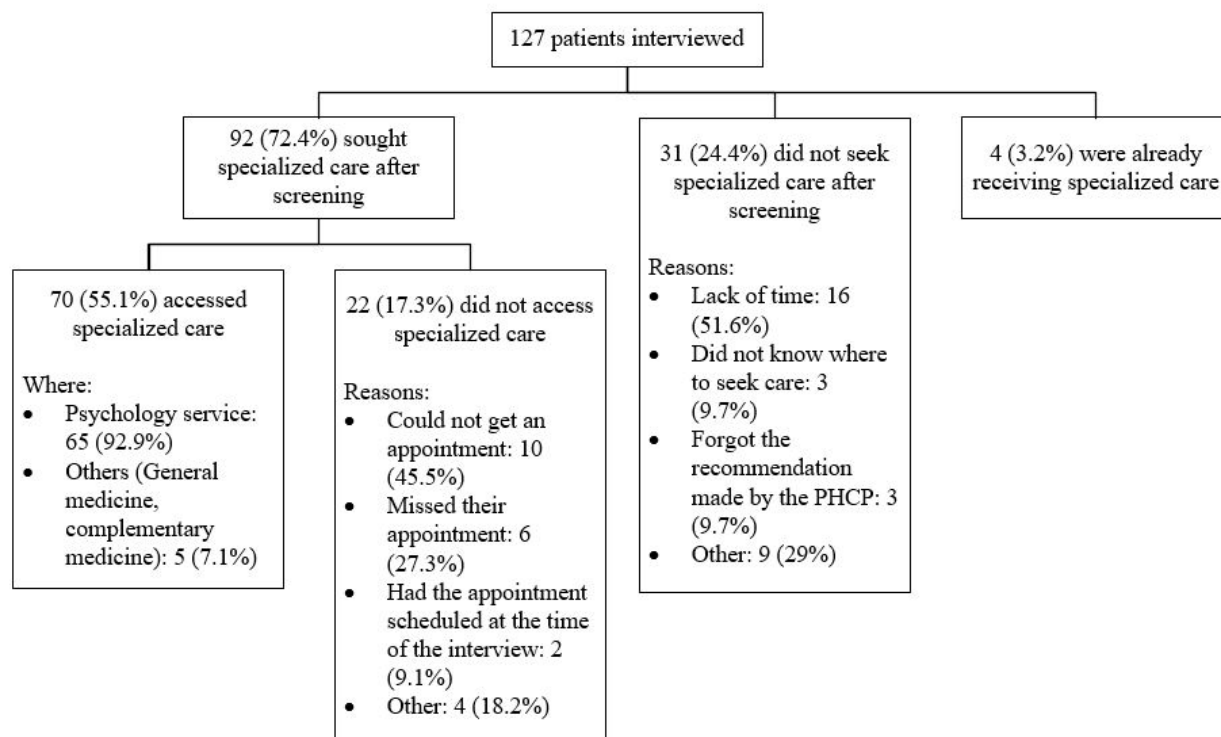 127 patients interviewed
92 (72.4%) sought
specialized care after
screening
31 (24.4%) did not seek
specialized care after
screening
Reasons:
• Lack of time: 16
(51.6%)
• Did not know where
to seek care: 3
(9.7%)
• Forgot the
recommendation
made by the PHCP: 3
(9.7%)
• Other: 9 (29%)
4 (3.2%) were already
receiving specialized care
70 (55.1%) accessed
specialized care
Where:
• Psychology service:
65 (92.9%)
• Others (General
medicine,
complementary
medicine): 5 (7.1%)
22 (17.3%) did not access
specialized care
Reasons:
• Could not get an
appointment: 10
(45.5%)
• Missed their
appointment: 6
(27.3%)
• Had the appointment
scheduled at the time
of the interview: 2
(9.1%)
• Other: 4 (18.2%)